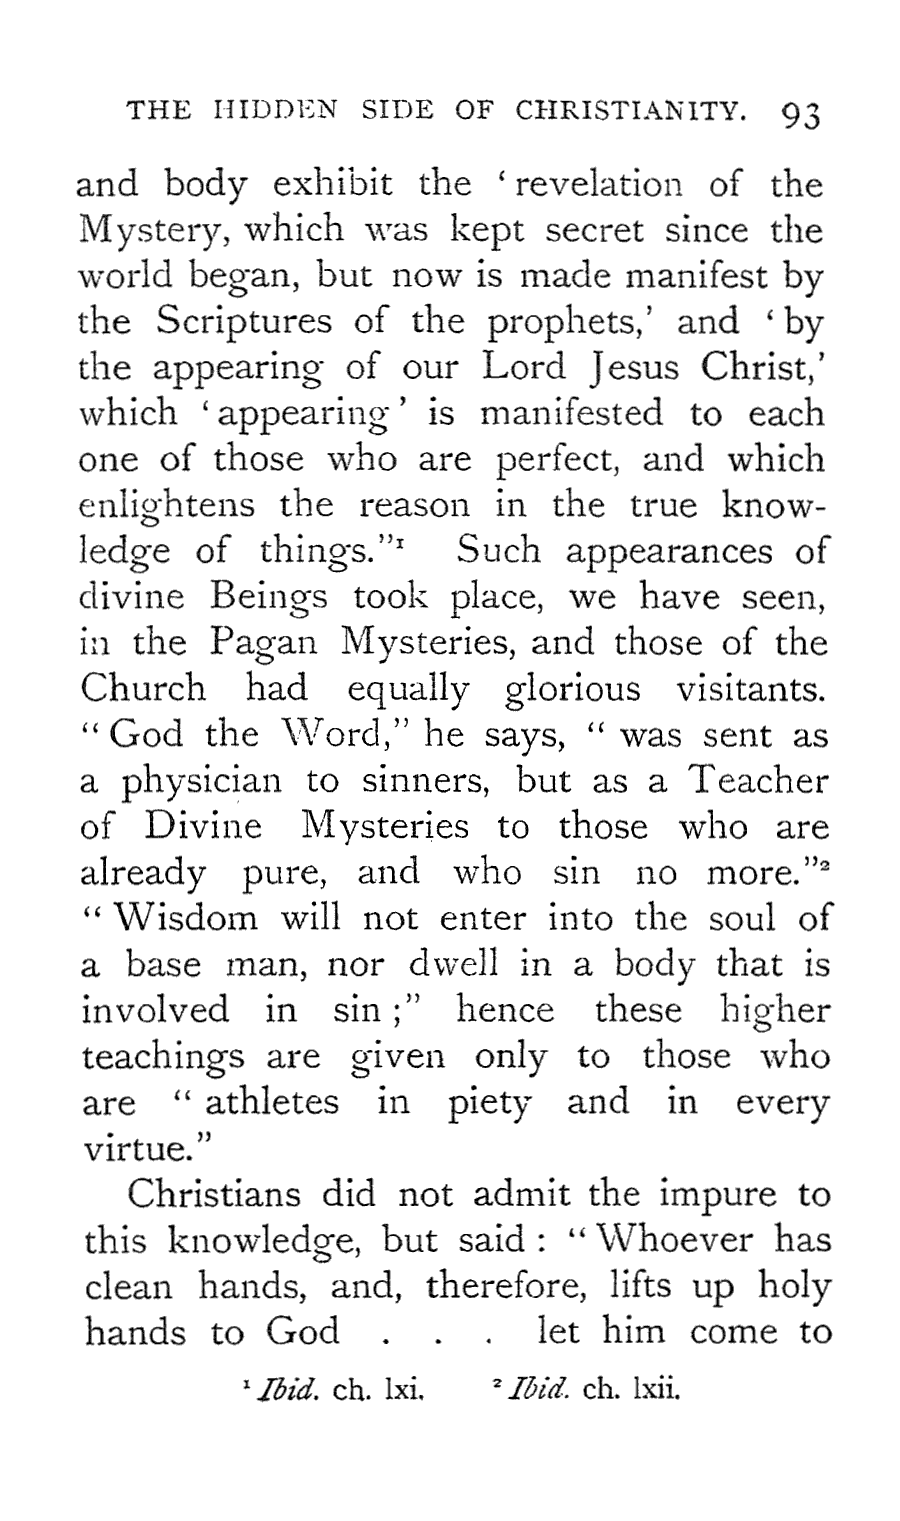 THE HIDDEN SIDE OF CHRISTIANITY. 93
and body exhibit the ‘revelation of the
Mystery, which was kept secret since the
world began, but now is made manifest by
the Scriptures of the prophets,’ and ‘by
the appearing of our Lord Jesus Christ,’
which ‘appearing’ is manifested to each
one of those who are perfect, and which
enlightens the reason in the true know-
ledge of things.”¹ Such appearances of
divine Beings took place, we have seen,
in the Pagan Mysteries, and those of the
Church had equally glorious visitants.
“God the Word,” he says, “was sent as
a physician to sinners, but as a Teacher
of Divine Mysteries to those who are
already pure, and who sin no more.”²
“Wisdom will not enter into the soul of
a base man, nor dwell in a body that is
involved in sin;” hence these higher
teachings are given only to those who
are “athletes in piety and in every
virtue.”
Christians did not admit the impure to
this knowledge, but said: “Whoever has
clean hands, and, therefore, lifts up holy
hands to God . . . let him come to
¹ Ibid. ch. lxi. ² Ibid. ch. lxii.